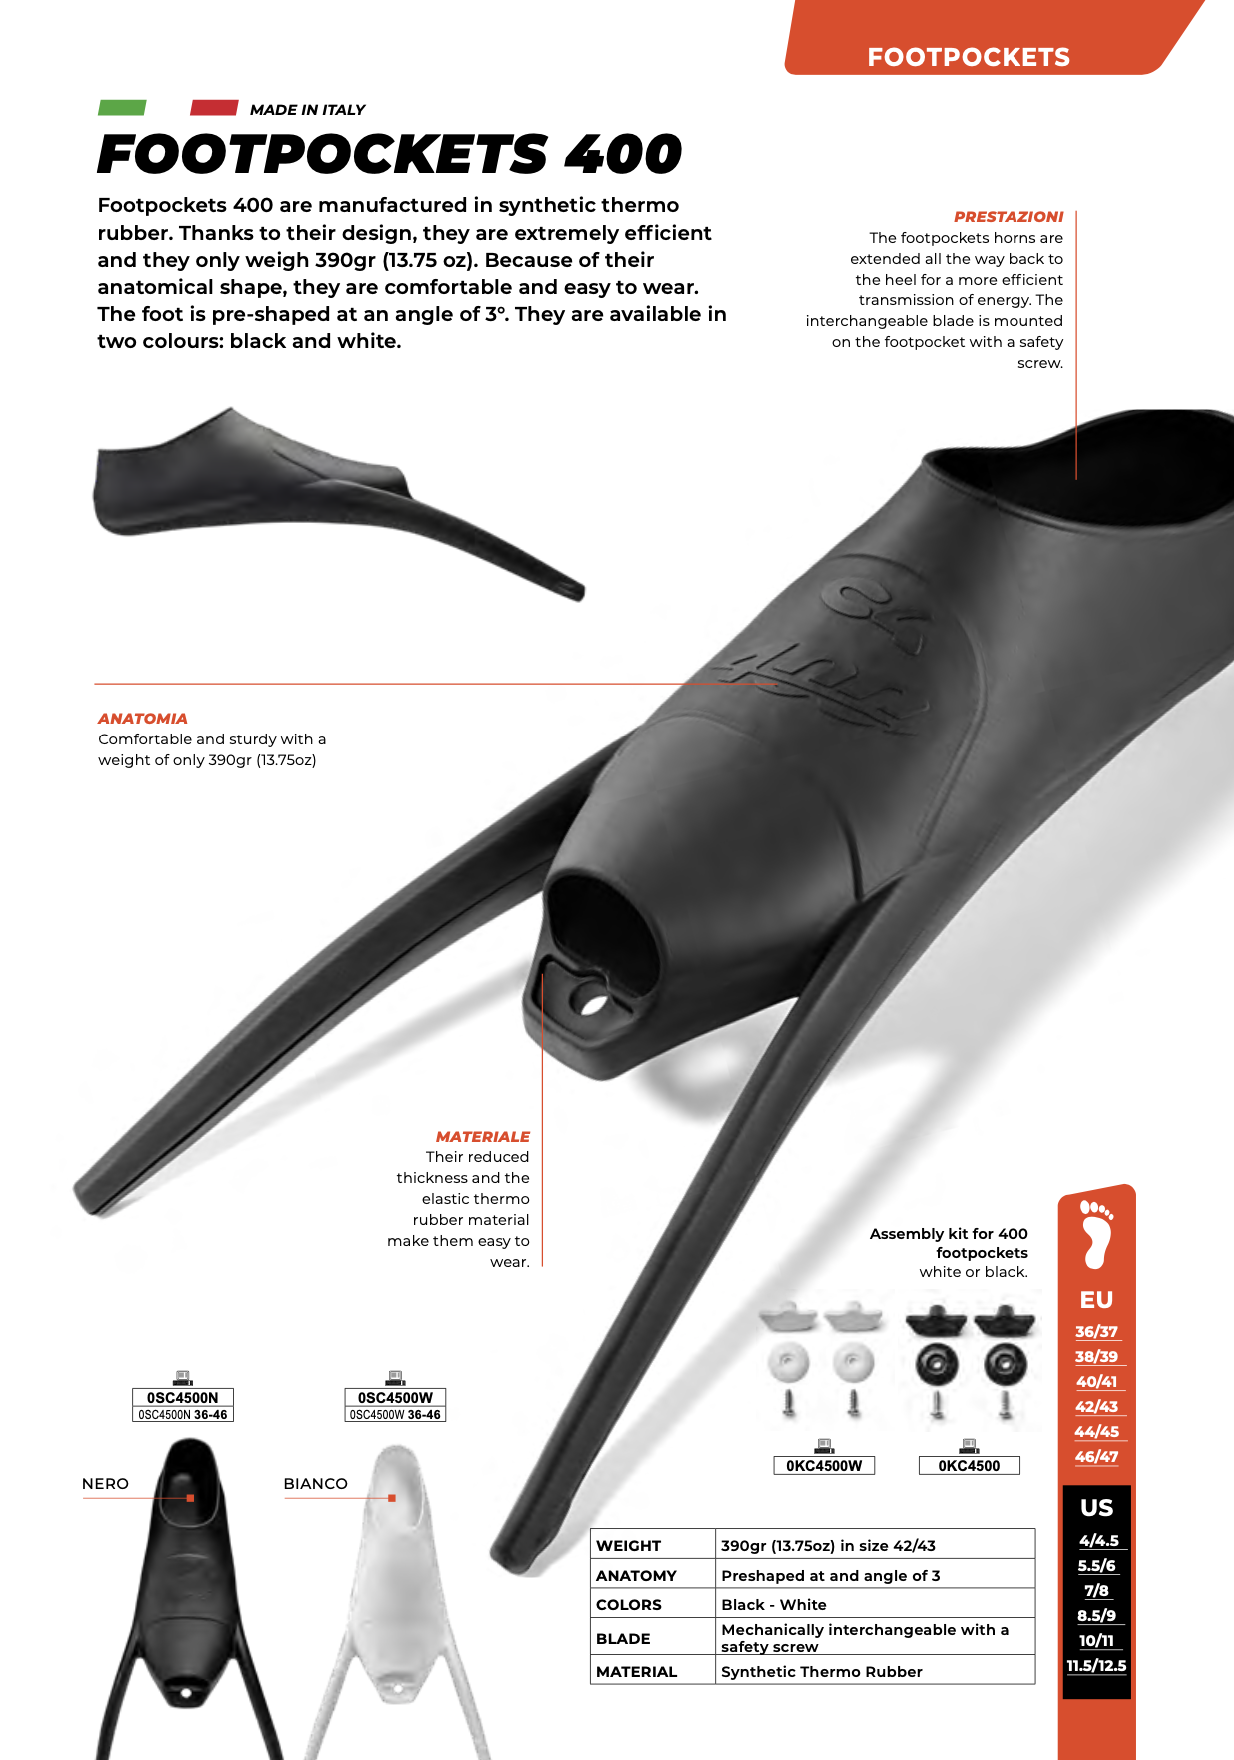 FOOTPOCKETS
MADE IN ITALY
FOOTPOCKETS 400
Footpockets 400 are manufactured in synthetic thermo
rubber. Thanks to their design, they are extremely efficient
and they only weigh 390gr (13.75 oz). Because of their
anatomical shape, they are comfortable and easy to wear.
The foot is pre-shaped at an angle of 3°. They are available in
two colours: black and white.
PRESTAZIONI
The footpockets horns are
extended all the way back to
the heel for a more efficient
transmission of energy. The
interchangeable blade is mounted
on the footpocket with a safety
screw.
C4
400
ANATOMIA
Comfortable and sturdy with a
weight of only 390gr (13.75oz)
MATERIALE
Their reduced
thickness and the
elastic thermo
rubber material
make them easy to
wear.
Assembly kit for 400
footpockets
white or black.
0KC4500W
0KC4500
0SC4500N
0SC4500N 36-46
0SC4500W
0SC4500W 36-46
NERO
BIANCO
WEIGHT 390gr (13.75oz) in size 42/43
ANATOMY Preshaped at and angle of 3
COLORS Black - White
BLADE Mechanically interchangeable with a
safety screw
MATERIAL Synthetic Thermo Rubber
EU
36/37
38/39
40/41
42/43
44/45
46/47
US
4/4.5
5.5/6
7/8
8.5/9
10/11
11.5/12.5